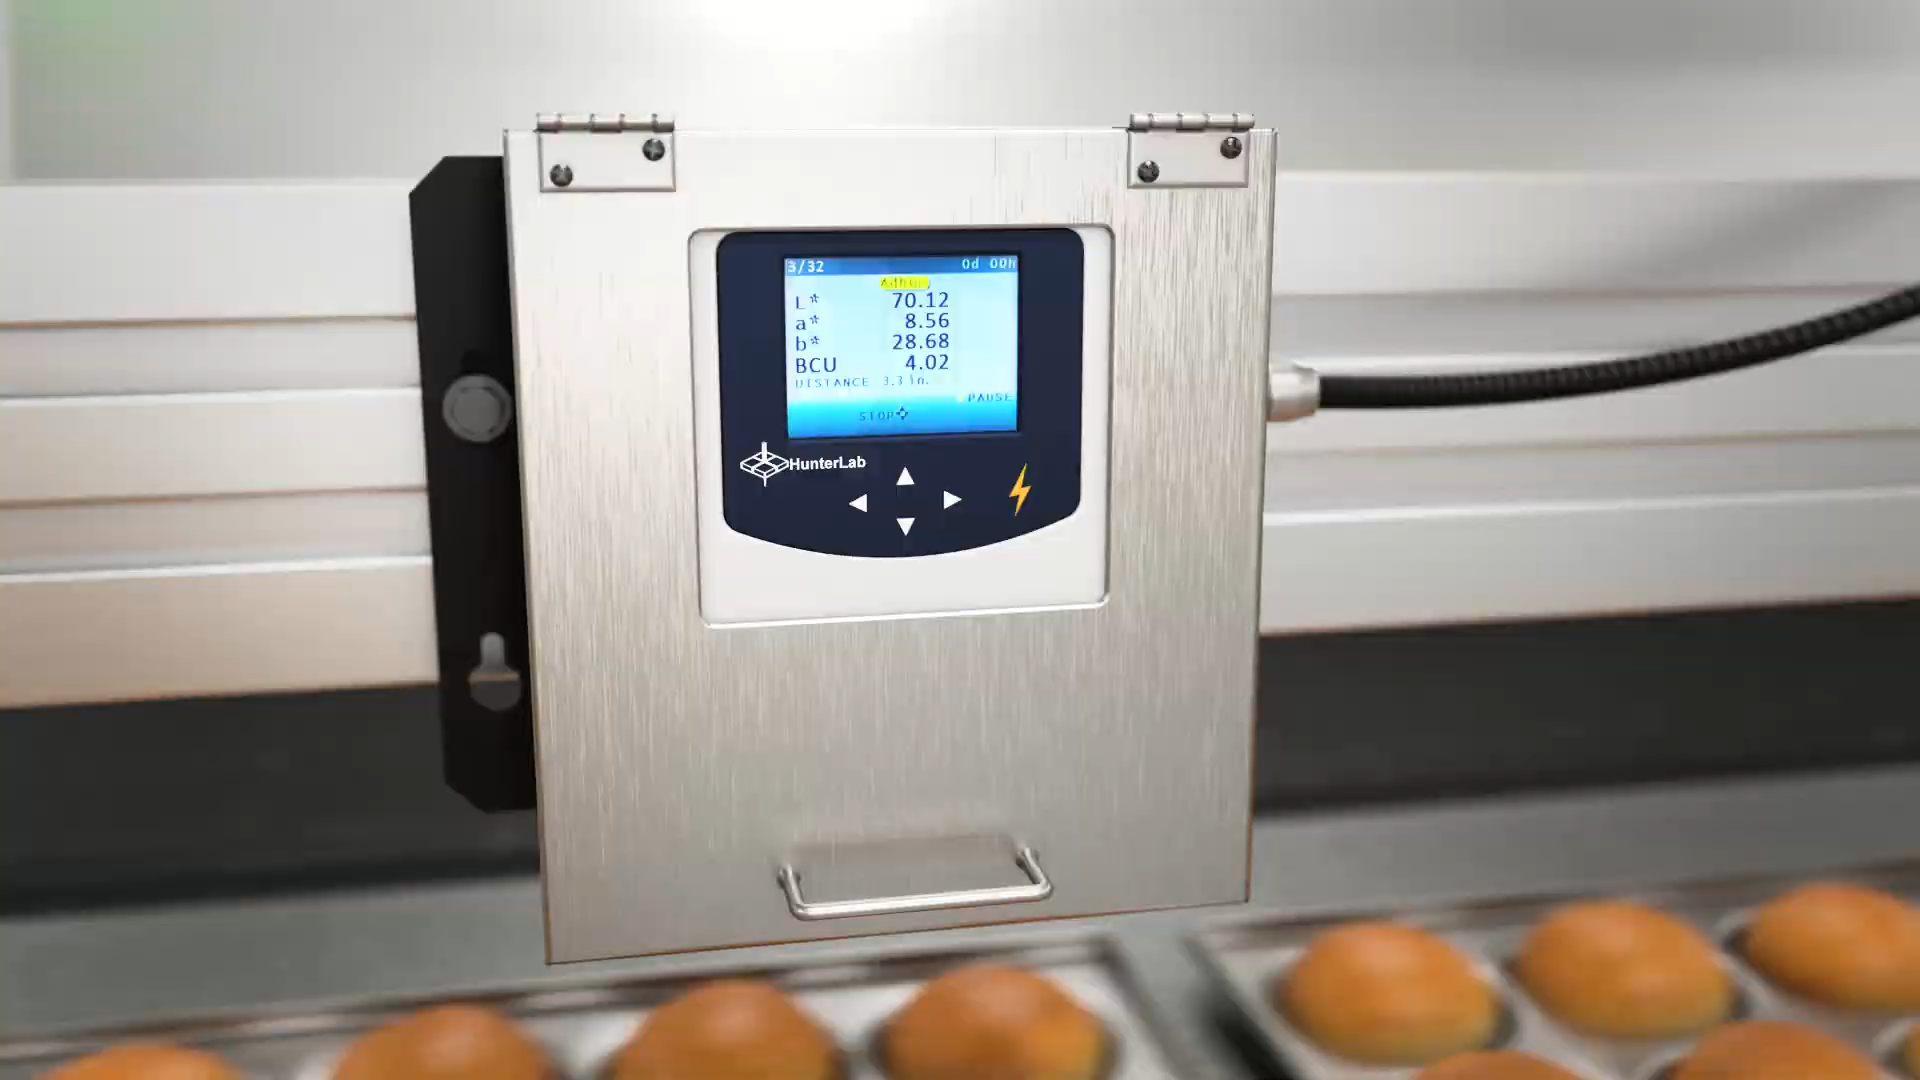 3/32 0d 00h
L* 70.12
a* 8.56
b* 28.68
BCU 4.02
DISTANCE 3.3 in.
PAUSE
STOP
HunterLab